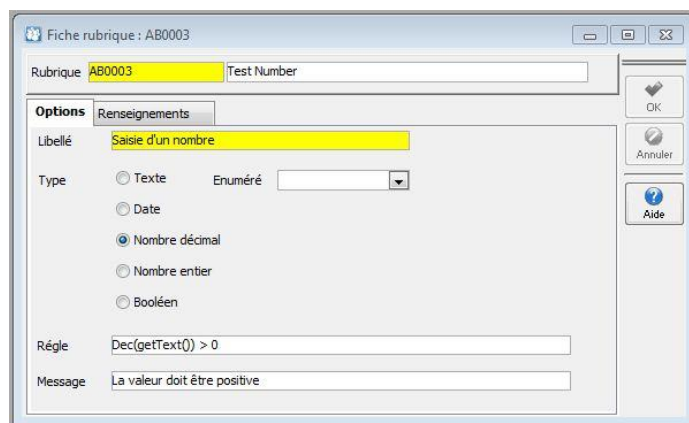 Fiche rubrique : AB0003
Rubrique AB0003 Test Number
OK
Annuler
Aide
Options Renseignements
Libellé Saisie d'un nombre
Type Texte Enuméré
Date
Nombre décimal
Nombre entier
Booléen
Régle Dec(getText()) > 0
Message La valeur doit être positive